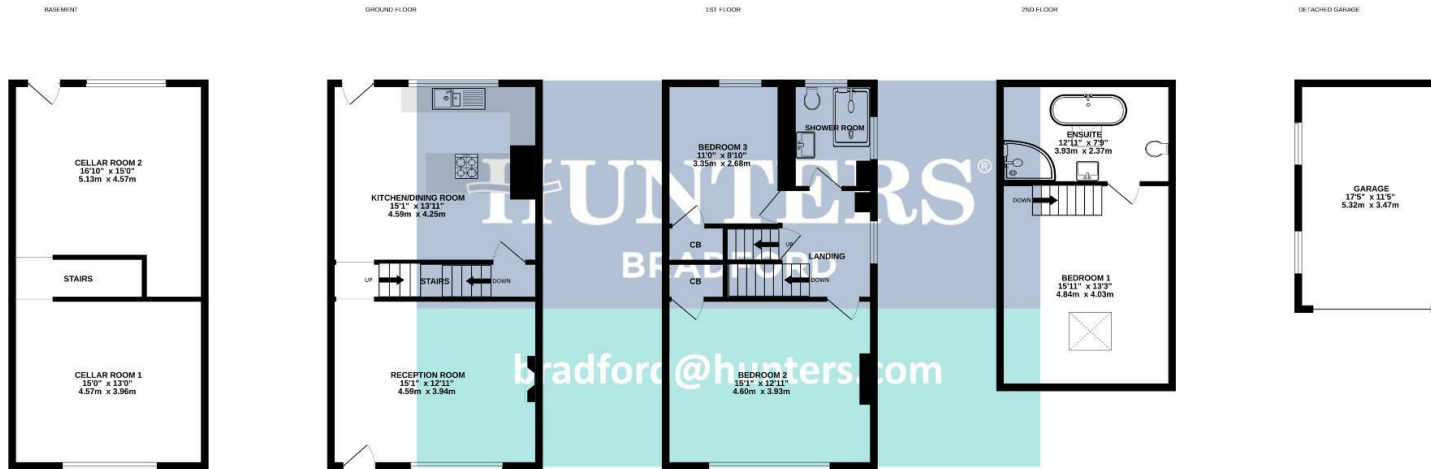 BASEMENT
GROUND FLOOR
1ST FLOOR
2ND FLOOR
DETACHED GARAGE
CELLAR ROOM 2
16'10" x 15'0"
5.13m x 4.57m
STAIRS
CELLAR ROOM 1
15'0" x 13'0"
4.57m x 3.96m
KITCHEN/DINING ROOM
15'1" x 13'11"
4.59m x 4.25m
UP
STAIRS
DOWN
RECEPTION ROOM
15'1" x 12'11"
4.59m x 3.94m
BEDROOM 3
11'0" x 8'10"
3.35m x 2.68m
SHOWER ROOM
CB
UP
LANDING
CB
DOWN
BEDROOM 2
15'1" x 12'11"
4.60m x 3.93m
ENSUITE
12'11" x 7'9"
3.93m x 2.37m
DOWN
BEDROOM 1
15'11" x 13'3"
4.84m x 4.03m
GARAGE
17'5" x 11'5"
5.32m x 3.47m
HUNTERS®
BRADFORD
bradford@hunters.com